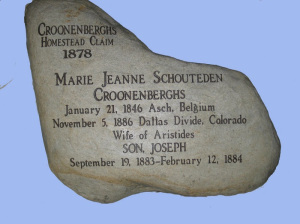 CROONENBERGHS
HOMESTEAD CLAIM
1878
MARIE JEANNE SCHOUTEDEN
CROONENBERGHS
January 21, 1846 Asch, Belgium
November 5, 1886 Dallas Divide, Colorado
Wife of Aristides
SON, JOSEPH
September 19, 1883-February 12, 1884